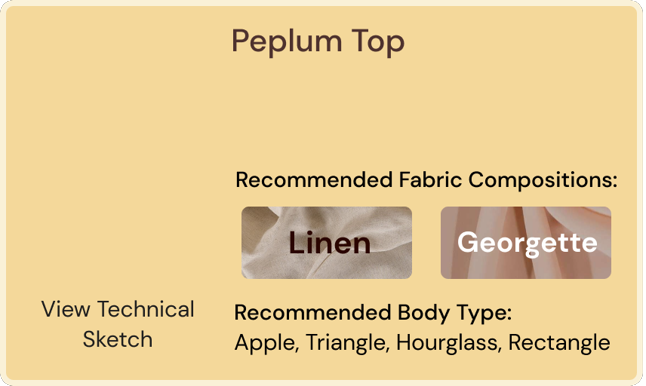 Peplum Top
Recommended Fabric Compositions:
Linen Georgette
View Technical
Sketch
Recommended Body Type:
Apple, Triangle, Hourglass, Rectangle